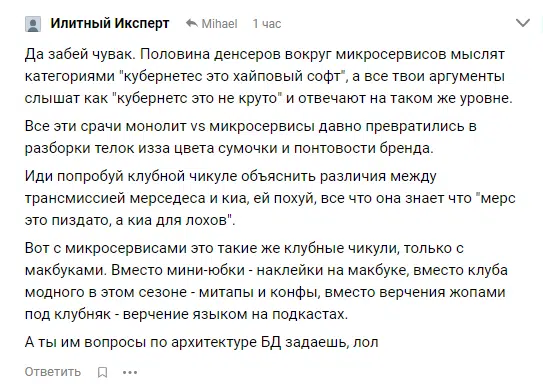 Илитный Иксперт Mihael 1 час
Да забей чувак. Половина денсеров вокруг микросервисов мыслят
категориями "кубернетес это хайповый софт", а все твои аргументы
слышат как "кубернетс это не круто" и отвечают на таком же уровне.
Все эти срачи монолит vs микросервисы давно превратились в
разборки телок изза цвета сумочки и понтовости бренда.
Иди попробуй клубной чикуле объяснить различия между
трансмиссией мерседеса и киа, ей похуй, все что она знает что "мерс
это пиздато, а киа для лохов".
Вот с микросервисами это такие же клубные чикули, только с
макбуками. Вместо мини-юбки - наклейки на макбуке, вместо клуба
модного в этом сезоне - митапы и конфы, вместо верчения жопами
под клубняк - верчение языком на подкастах.
А ты им вопросы по архитектуре БД задаешь, лол
Ответить